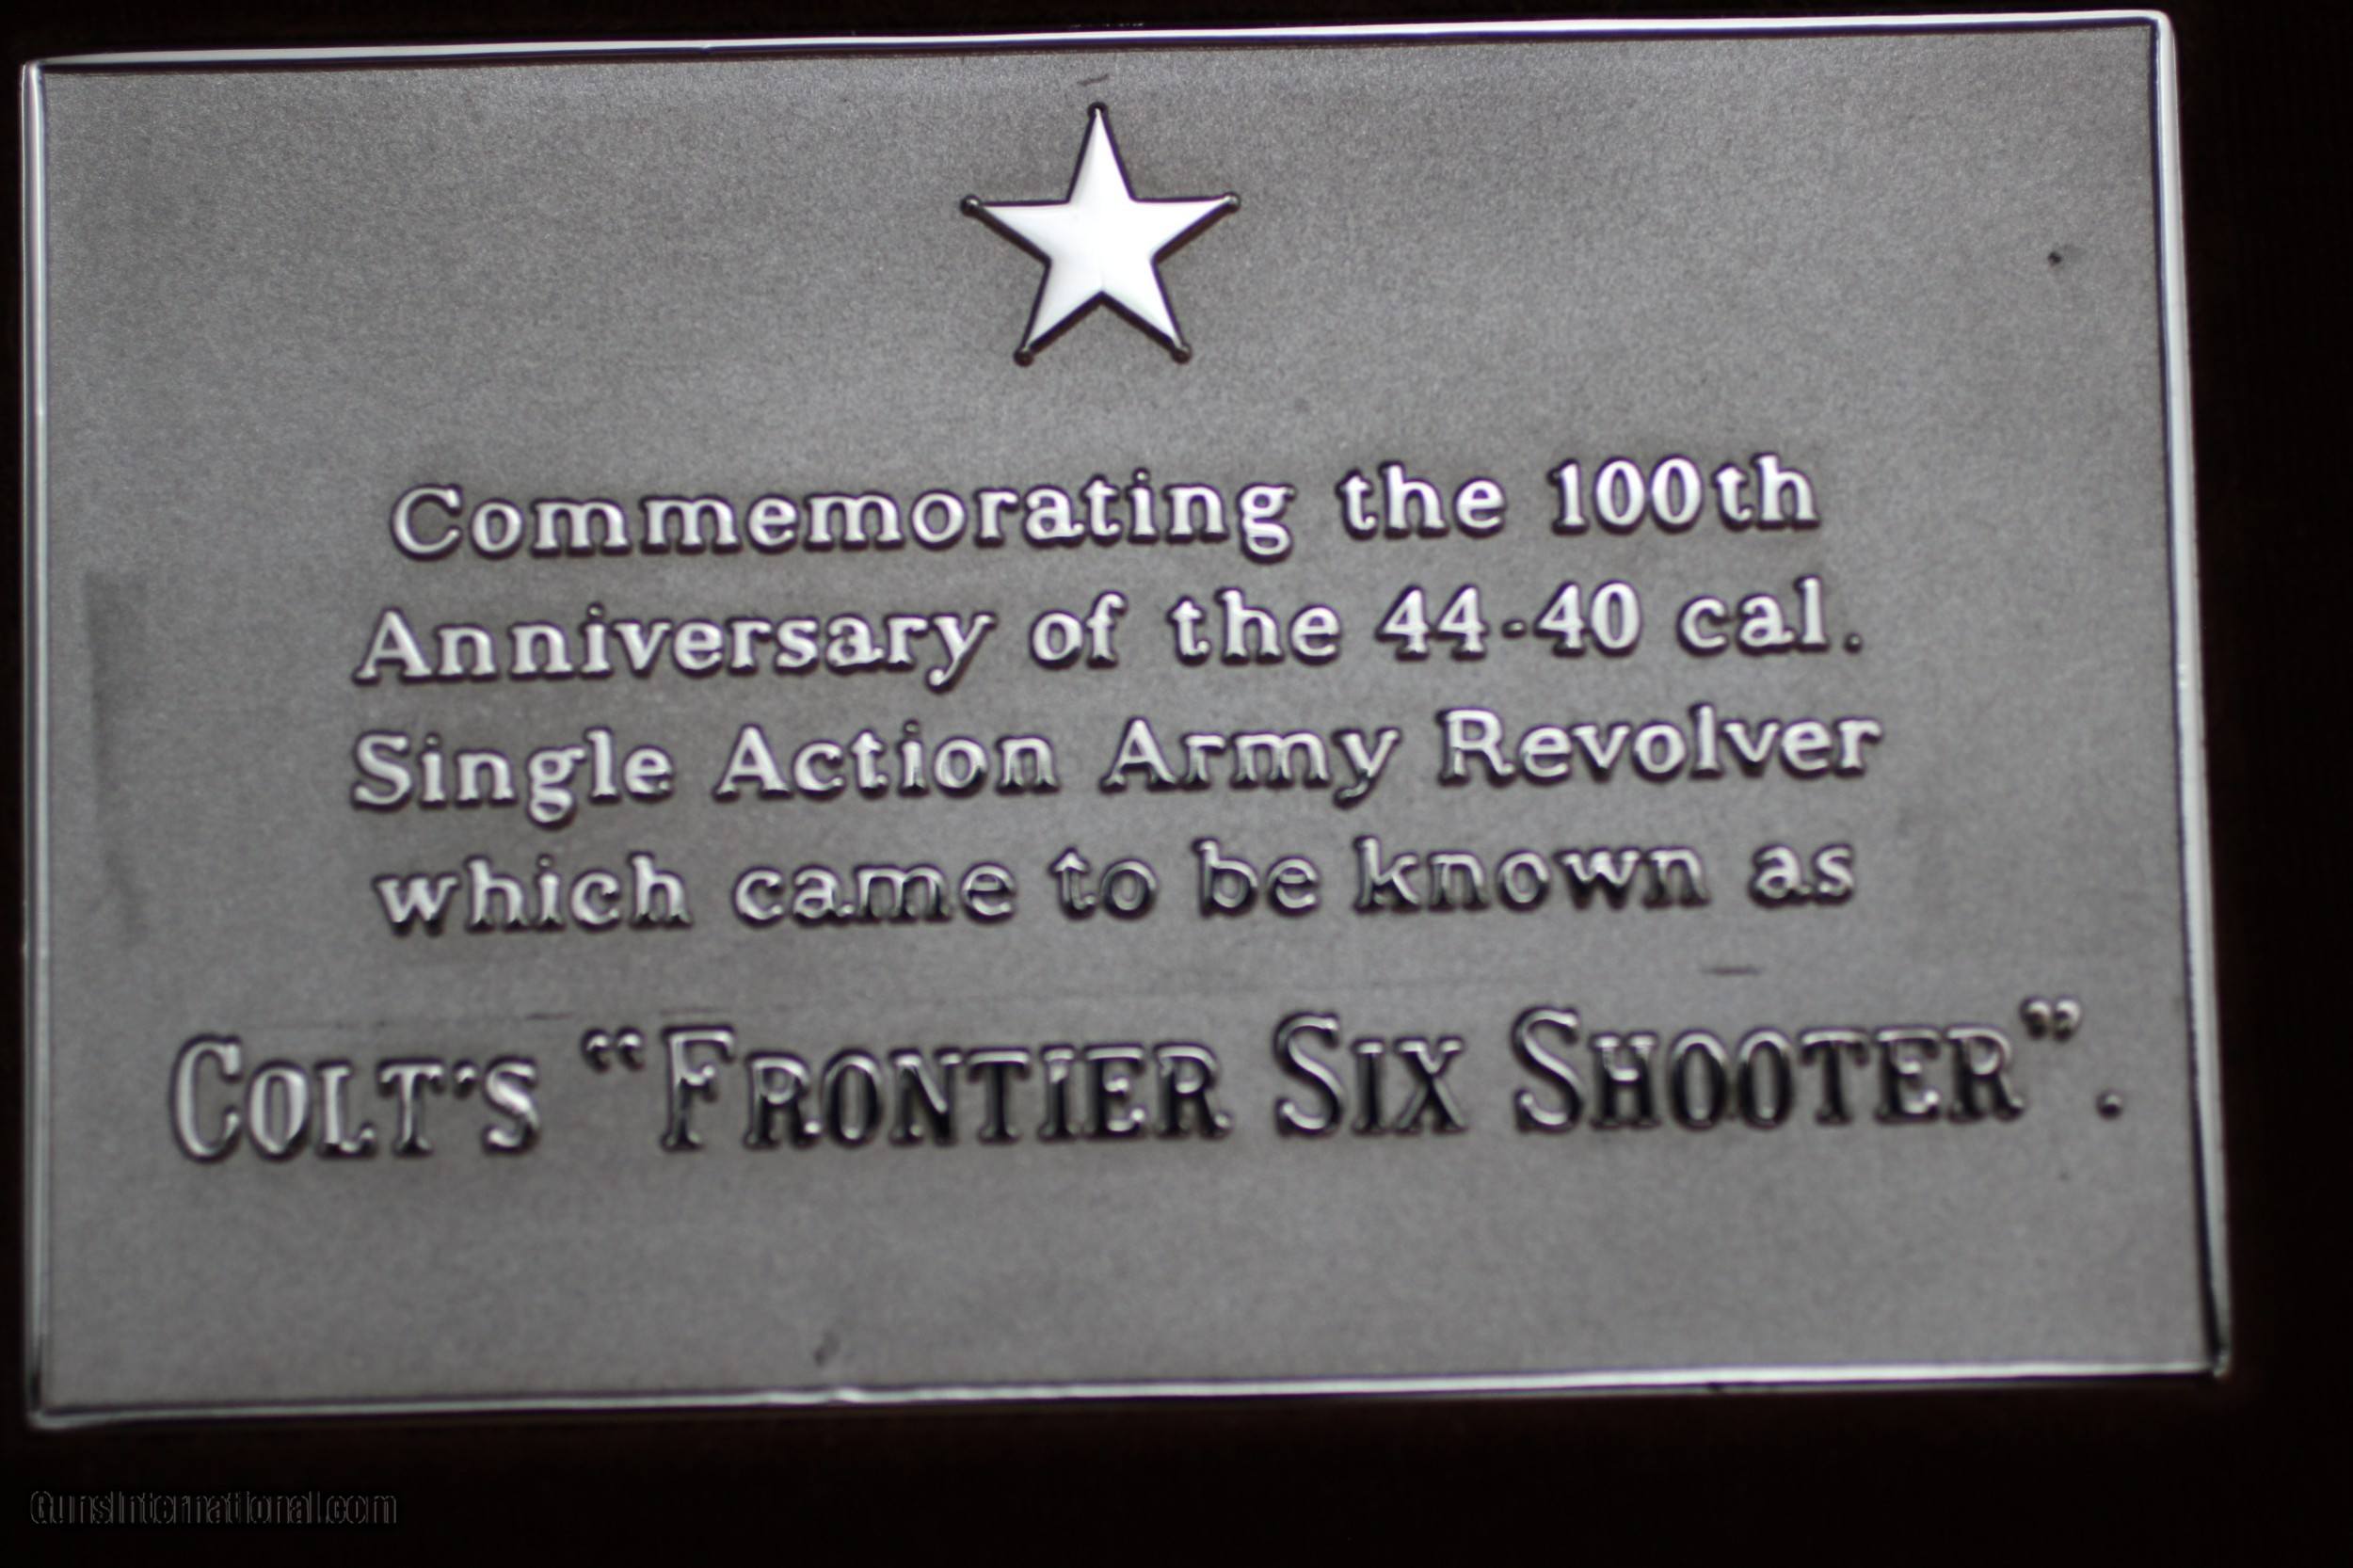 Commemorating the 100th
Anniversary of the 44-40 cal.
Single Action Army Revolver
which came to be known as
COLT'S “FRONTIER SIX SHOOTER”.
GunsInternational.com